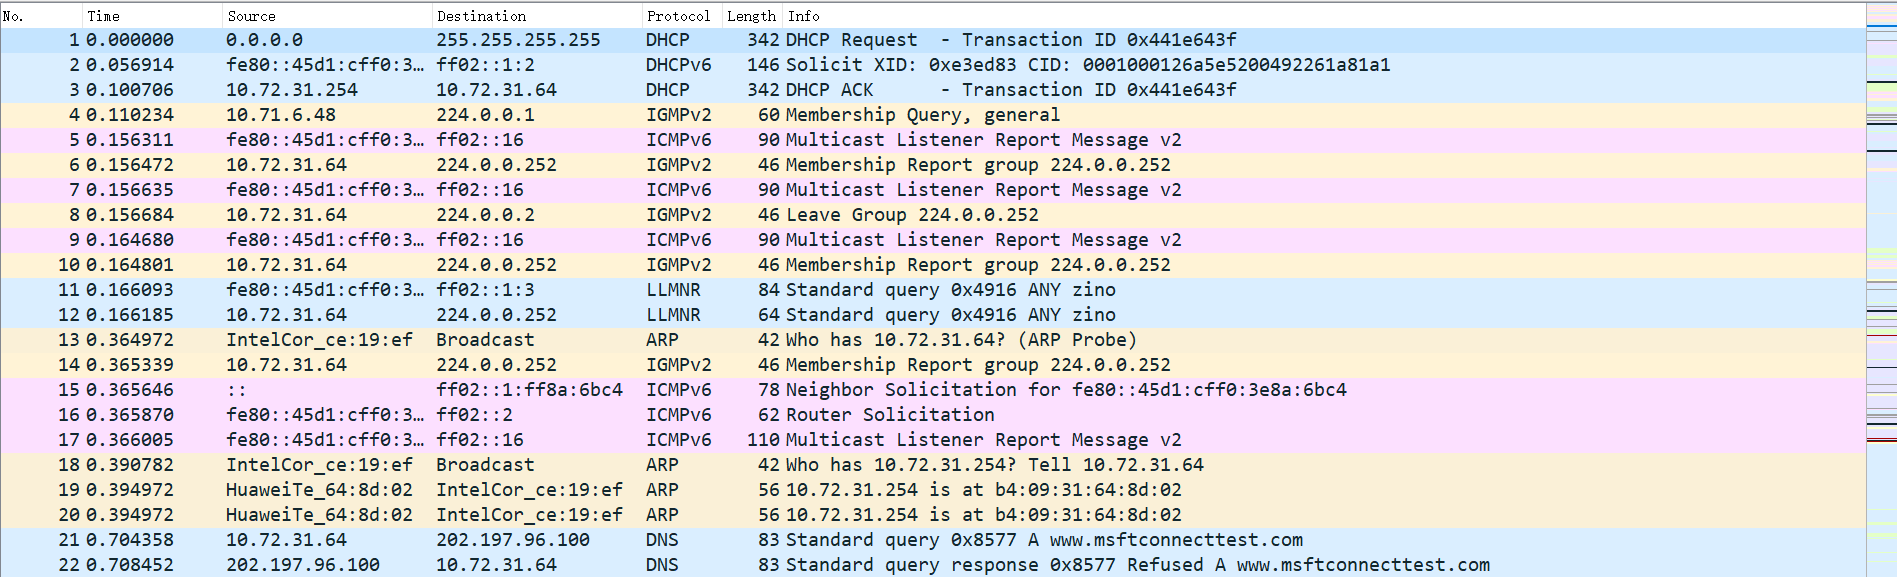 No. Time Source Destination Protocol Length Info
1 0.000000 0.0.0.0 255.255.255.255 DHCP 342 DHCP Request - Transaction ID 0x441e643f
2 0.056914 fe80::45d1:cff0:3… ff02::1:2 DHCPv6 146 Solicit XID: 0xe3ed83 CID: 0001000126a5e5200492261a81a1
3 0.100706 10.72.31.254 10.72.31.64 DHCP 342 DHCP ACK - Transaction ID 0x441e643f
4 0.110234 10.71.6.48 224.0.0.1 IGMPv2 60 Membership Query, general
5 0.156311 fe80::45d1:cff0:3… ff02::16 ICMPv6 90 Multicast Listener Report Message v2
6 0.156472 10.72.31.64 224.0.0.252 IGMPv2 46 Membership Report group 224.0.0.252
7 0.156635 fe80::45d1:cff0:3… ff02::16 ICMPv6 90 Multicast Listener Report Message v2
8 0.156684 10.72.31.64 224.0.0.2 IGMPv2 46 Leave Group 224.0.0.252
9 0.164680 fe80::45d1:cff0:3… ff02::16 ICMPv6 90 Multicast Listener Report Message v2
10 0.164801 10.72.31.64 224.0.0.252 IGMPv2 46 Membership Report group 224.0.0.252
11 0.166093 fe80::45d1:cff0:3… ff02::1:3 LLMNR 84 Standard query 0x4916 ANY zino
12 0.166185 10.72.31.64 224.0.0.252 LLMNR 64 Standard query 0x4916 ANY zino
13 0.364972 IntelCor_ce:19:ef Broadcast ARP 42 Who has 10.72.31.64? (ARP Probe)
14 0.365339 10.72.31.64 224.0.0.252 IGMPv2 46 Membership Report group 224.0.0.252
15 0.365646 :: ff02::1:ff8a:6bc4 ICMPv6 78 Neighbor Solicitation for fe80::45d1:cff0:3e8a:6bc4
16 0.365870 fe80::45d1:cff0:3… ff02::2 ICMPv6 62 Router Solicitation
17 0.366005 fe80::45d1:cff0:3… ff02::16 ICMPv6 110 Multicast Listener Report Message v2
18 0.390782 IntelCor_ce:19:ef Broadcast ARP 42 Who has 10.72.31.254? Tell 10.72.31.64
19 0.394972 HuaweiTe_64:8d:02 IntelCor_ce:19:ef ARP 56 10.72.31.254 is at b4:09:31:64:8d:02
20 0.394972 HuaweiTe_64:8d:02 IntelCor_ce:19:ef ARP 56 10.72.31.254 is at b4:09:31:64:8d:02
21 0.704358 10.72.31.64 202.197.96.100 DNS 83 Standard query 0x8577 A www.msftconnecttest.com
22 0.708452 202.197.96.100 10.72.31.64 DNS 83 Standard query response 0x8577 Refused A www.msftconnecttest.com